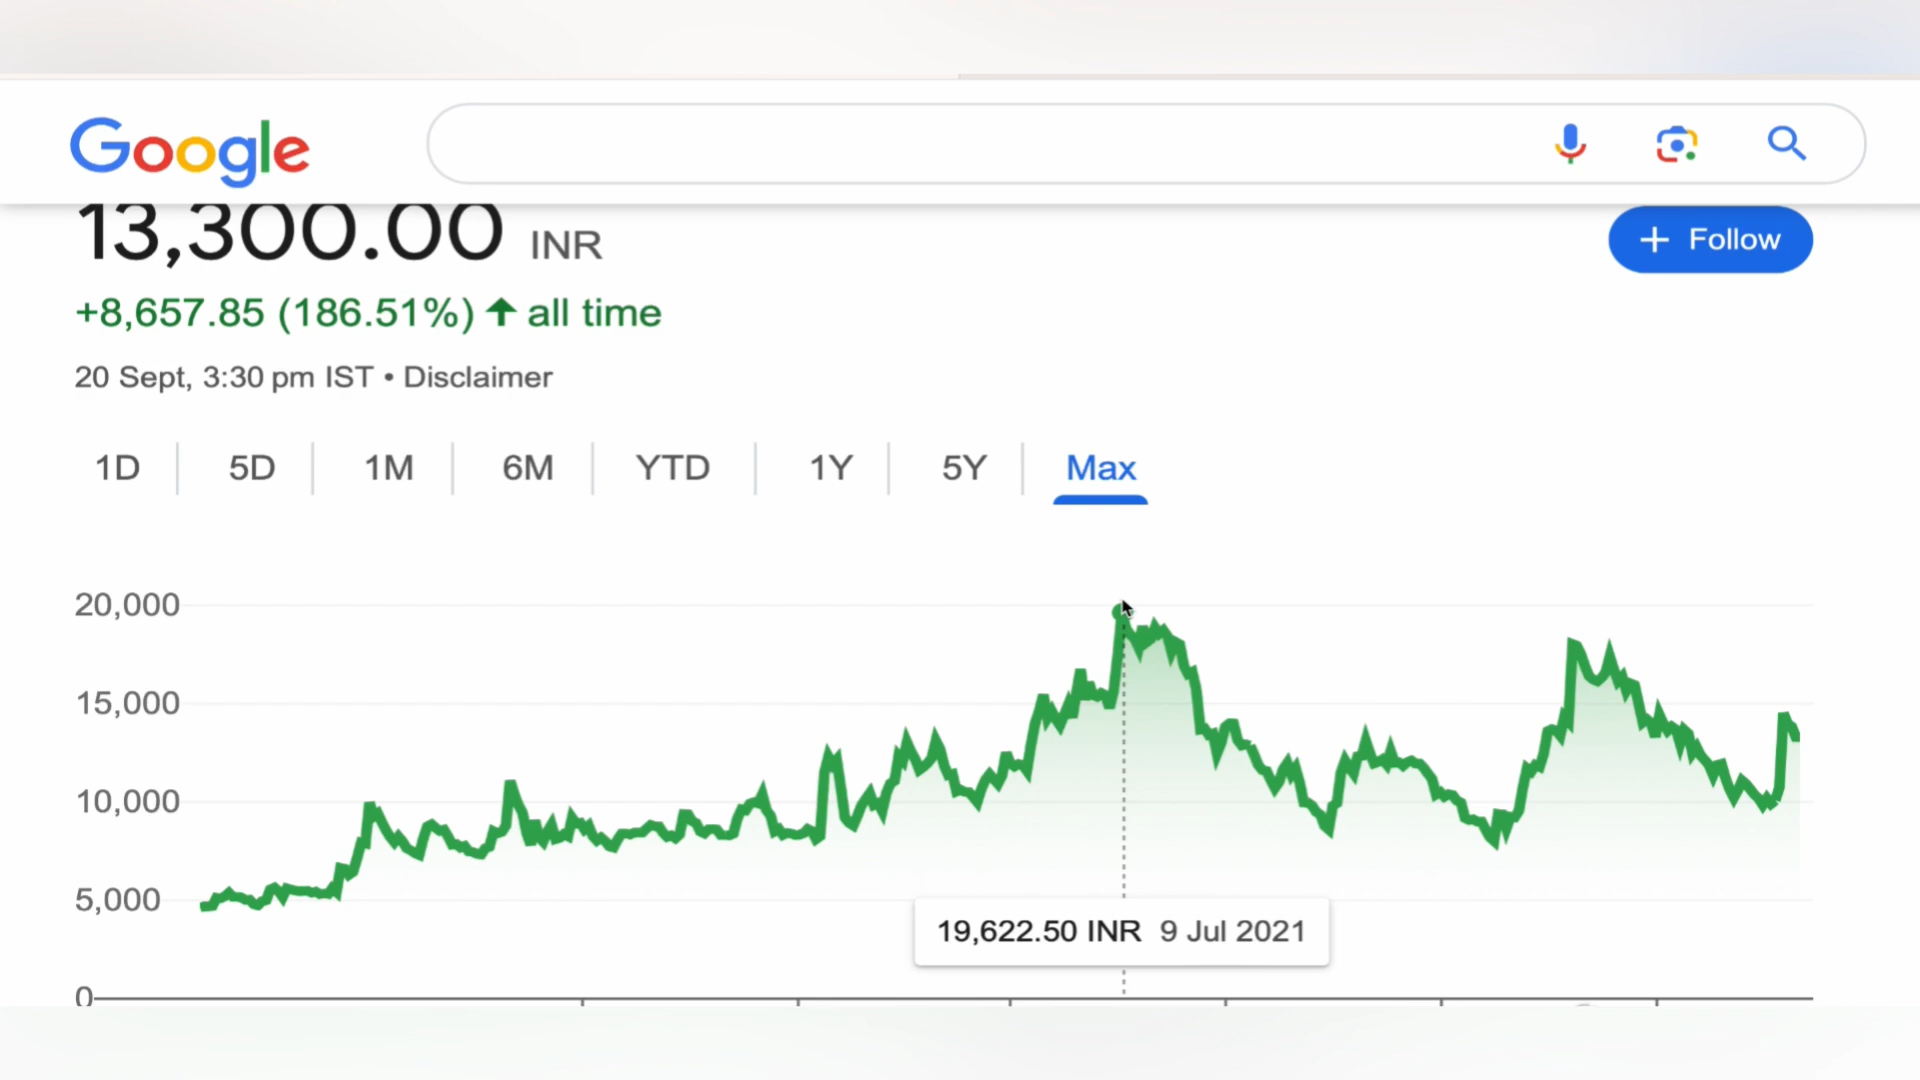 Google
13,300.00 INR
+ Follow
+8,657.85 (186.51%) ↑ all time
20 Sept, 3:30 pm IST • Disclaimer
1D 5D 1M 6M YTD 1Y 5Y Max
20,000
15,000
10,000
5,000
19,622.50 INR 9 Jul 2021
0